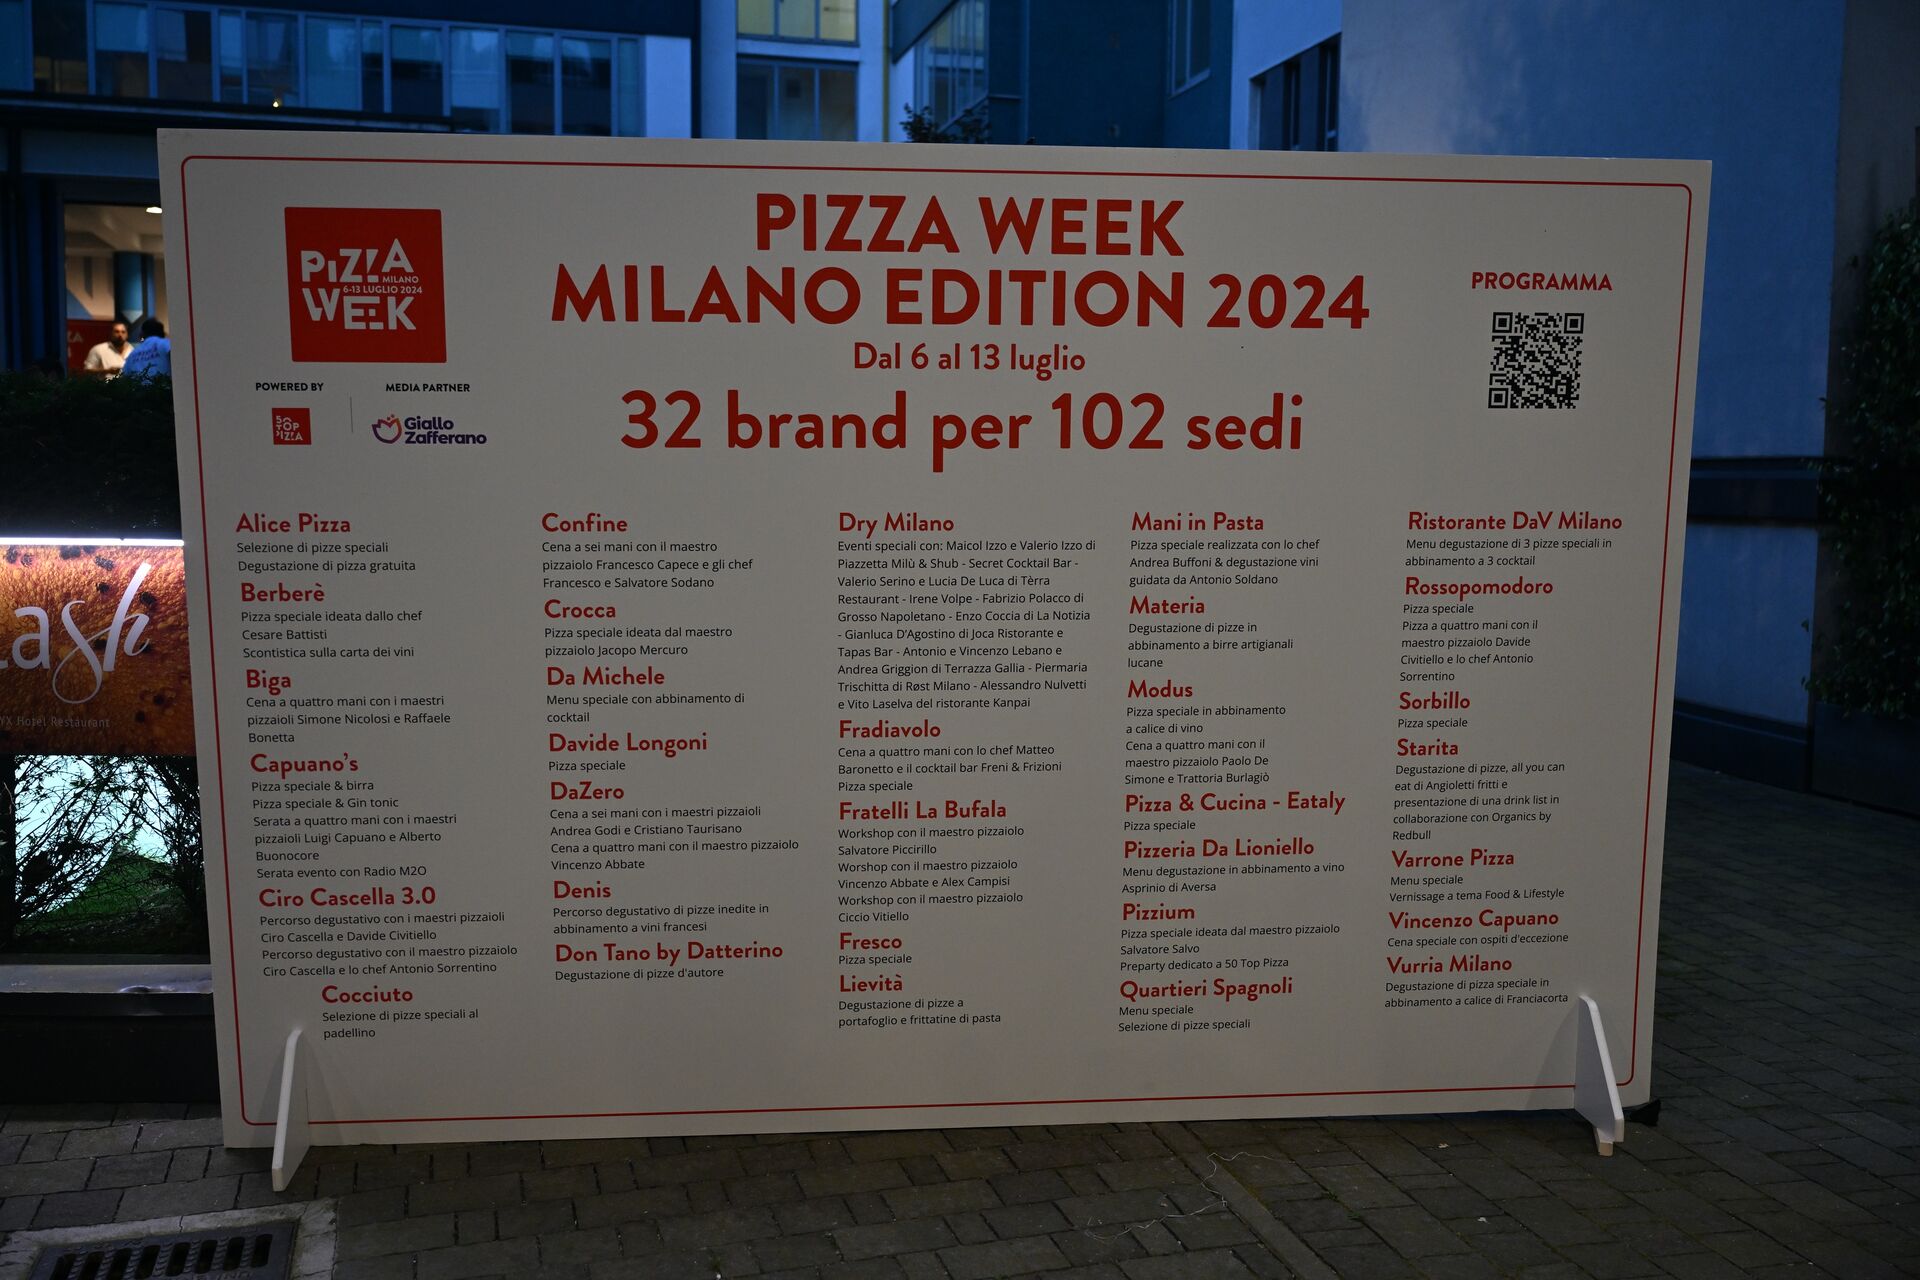 PIZZA
MILANO
6-13 LUGLIO 2024
WEEK
POWERED BY
50
TOP
PIZZA
MEDIA PARTNER
Giallo
Zafferano
PIZZA WEEK
MILANO EDITION 2024
Dal 6 al 13 luglio
32 brand per 102 sedi
PROGRAMMA
Alice Pizza
Selezione di pizze speciali
Degustazione di pizza gratuita
Berberè
Pizza speciale ideata dallo chef
Cesare Battisti
Scontistica sulla carta dei vini
Biga
Cena a quattro mani con i maestri
pizzaioli Simone Nicolosi e Raffaele
Bonetta
Capuano's
Pizza speciale & birra
Pizza speciale & Gin tonic
Serata a quattro mani con i maestri
pizzaioli Luigi Capuano e Alberto
Buonocore
Serata evento con Radio M2O
Ciro Cascella 3.0
Percorso degustativo con i maestri pizzaioli
Ciro Cascella e Davide Civitiello
Percorso degustativo con il maestro pizzaiolo
Ciro Cascella e lo chef Antonio Sorrentino
Cocciuto
Selezione di pizze speciali al
padellino
Confine
Cena a sei mani con il maestro
pizzaiolo Francesco Capece e gli chef
Francesco e Salvatore Sodano
Crocca
Pizza speciale ideata dal maestro
pizzaiolo Jacopo Mercuro
Da Michele
Menu speciale con abbinamento di
cocktail
Davide Longoni
Pizza speciale
DaZero
Cena a sei mani con i maestri pizzaioli
Andrea Godi e Cristiano Taurisano
Cena a quattro mani con il maestro pizzaiolo
Vincenzo Abbate
Denis
Percorso degustativo di pizze inedite in
abbinamento a vini francesi
Don Tano by Datterino
Degustazione di pizze d'autore
Dry Milano
Eventi speciali con: Maicol Izzo e Valerio Izzo di
Piazzetta Milù & Shub - Secret Cocktail Bar -
Valerio Serino e Lucia De Luca di Tèrra
Restaurant - Irene Volpe - Fabrizio Polacco di
Grosso Napoletano - Enzo Coccia di La Notizia
- Gianluca D'Agostino di Joca Ristorante e
Tapas Bar - Antonio e Vincenzo Lebano e
Andrea Griggion di Terrazza Gallia - Piermaria
Trischitta di Røst Milano - Alessandro Nulvetti
e Vito Laselva del ristorante Kanpai
Fradiavolo
Cena a quattro mani con lo chef Matteo
Baronetto e il cocktail bar Freni & Frizioni
Pizza speciale
Fratelli La Bufala
Workshop con il maestro pizzaiolo
Salvatore Piccirillo
Worshop con il maestro pizzaiolo
Vincenzo Abbate e Alex Campisi
Workshop con il maestro pizzaiolo
Ciccio Vitiello
Fresco
Pizza speciale
Lievità
Degustazione di pizze a
portafoglio e frittatine di pasta
Mani in Pasta
Pizza speciale realizzata con lo chef
Andrea Buffoni & degustazione vini
guidata da Antonio Soldano
Materia
Degustazione di pizze in
abbinamento a birre artigianali
lucane
Modus
Pizza speciale in abbinamento
a calice di vino
Cena a quattro mani con il
maestro pizzaiolo Paolo De
Simone e Trattoria Burlagiò
Pizza & Cucina - Eataly
Pizza speciale
Pizzeria Da Lioniello
Menu degustazione in abbinamento a vino
Asprinio di Aversa
Pizzium
Pizza speciale ideata dal maestro pizzaiolo
Salvatore Salvo
Preparty dedicato a 50 Top Pizza
Quartieri Spagnoli
Menu speciale
Selezione di pizze speciali
Ristorante DaV Milano
Menu degustazione di 3 pizze speciali in
abbinamento a 3 cocktail
Rossopomodoro
Pizza speciale
Pizza a quattro mani con il
maestro pizzaiolo Davide
Civitiello e lo chef Antonio
Sorrentino
Sorbillo
Pizza speciale
Starita
Degustazione di pizze, all you can
eat di Angioletti fritti e
presentazione di una drink list in
collaborazione con Organics by
Redbull
Varrone Pizza
Menu speciale
Vernissage a tema Food & Lifestyle
Vincenzo Capuano
Cena speciale con ospiti d'eccezione
Vurria Milano
Degustazione di pizza speciale in
abbinamento a calice di Franciacorta
ash
YX Hotel Restaurant